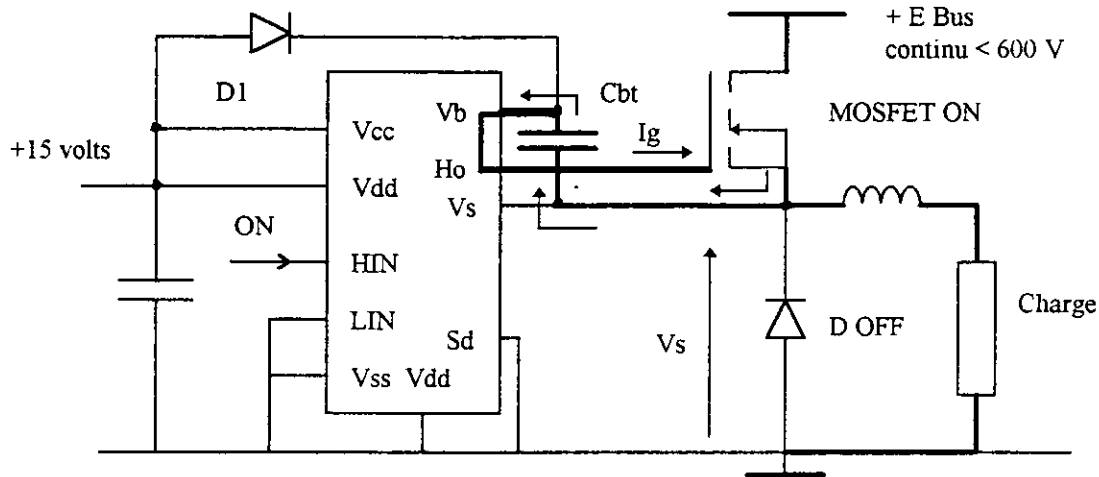 + E Bus
continu < 600 V
D1
Cbt
Vb
MOSFET ON
Vcc
Ig
+15 volts
Ho
Vdd
Vs
ON
HIN
LIN
Sd
Vs
D OFF
Charge
Vss Vdd